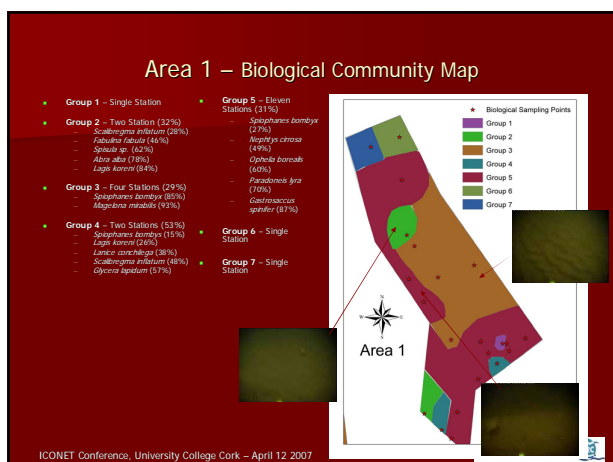 Area 1 – Biological Community Map
Group 1 – Single Station
Group 2 – Two Station (32%)
– Scalibregma inflatum (28%)
– Fabulina fabula (46%)
– Spisula sp. (62%)
– Abra alba (78%)
– Lagis koreni (84%)
Group 3 – Four Stations (29%)
– Spiophanes bombyx (85%)
– Magelona mirabilis (93%)
Group 4 – Two Stations (53%)
– Spiophanes bombys (15%)
– Lagis koreni (26%)
– Lanice conchilega (38%)
– Scalibregma inflatum (48%)
– Glycera lapidum (57%)
Group 5 – Eleven
Stations (31%)
– Spiophanes bombyx
(27%)
– Nephtys cirrosa
(49%)
– Ophelia borealis
(60%)
– Paradoneis lyra
(70%)
– Gastrosaccus
spinifer (87%)
Group 6 – Single
Station
Group 7 – Single
Station
Biological Sampling Points
Group 1
Group 2
Group 3
Group 4
Group 5
Group 6
Group 7
N
W E
S
Area 1
ICONET Conference, University College Cork – April 12 2007